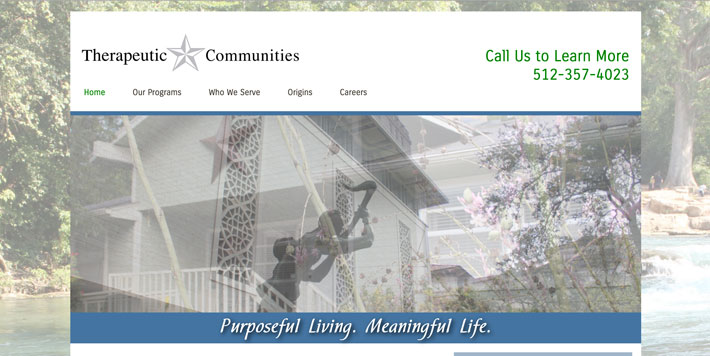 Therapeutic Communities
Call Us to Learn More
512-357-4023
Home Our Programs Who We Serve Origins Careers
Purposeful Living. Meaningful Life.